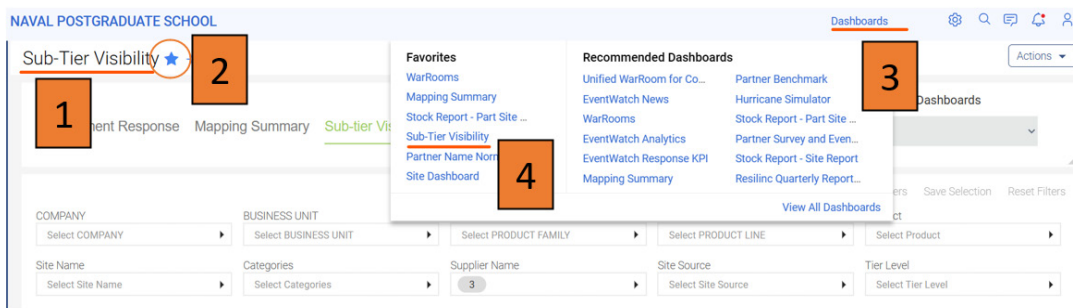 NAVAL POSTGRADUATE SCHOOL
Dashboards
Sub-Tier Visibility
2
Actions
1
Response Mapping Summary Sub-tier
Favorites
WarRooms
Mapping Summary
Stock Report - Part Site ...
Sub-Tier Visibility
Partner Name
Site Dashboard
4
Recommended Dashboards
Unified WarRoom for Co...
EventWatch News
WarRooms
EventWatch Analytics
EventWatch Response KPI
Mapping Summary
Partner Benchmark
Hurricane Simulator
Stock Report - Part Site ...
Partner Survey and Even...
Stock Report - Site Report
Resilinc Quarterly Report...
View All Dashboards
3
Dashboards
Save Selection Reset Filters
COMPANY BUSINESS UNIT
Select COMPANY Select BUSINESS UNIT Select PRODUCT FAMILY Select PRODUCT LINE Select Product
Site Name Categories Supplier Name Site Source Tier Level
Select Site Name Select Categories 3 Select Site Source Select Tier Level